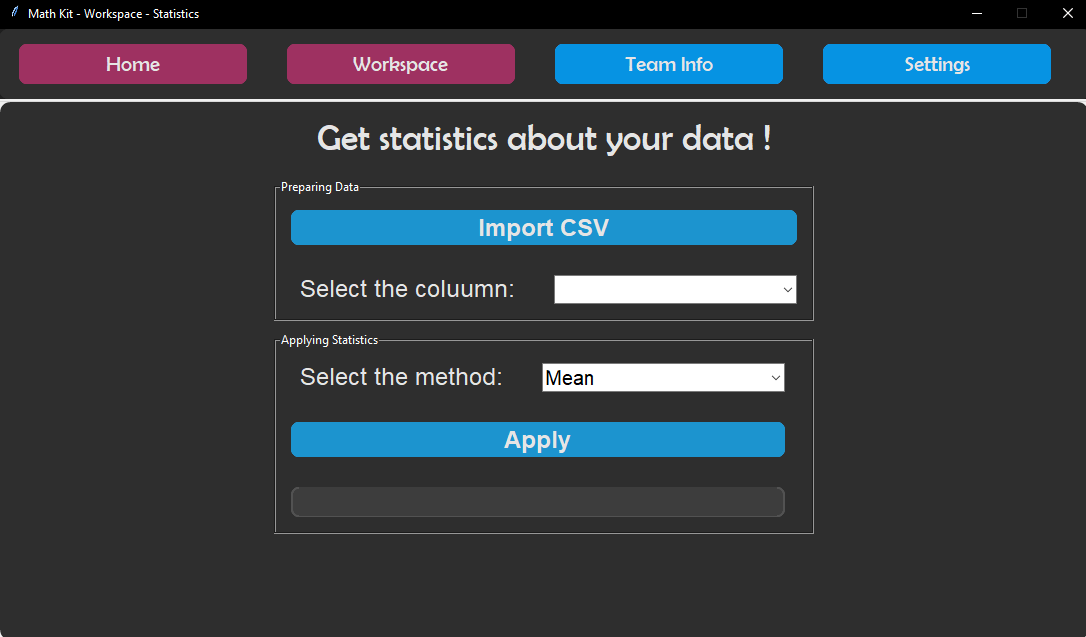 Math Kit - Workspace - Statistics
Home Workspace Team Info Settings
Get statistics about your data !
Preparing Data
Import CSV
Select the coluumn:
Applying Statistics
Select the method: Mean
Apply